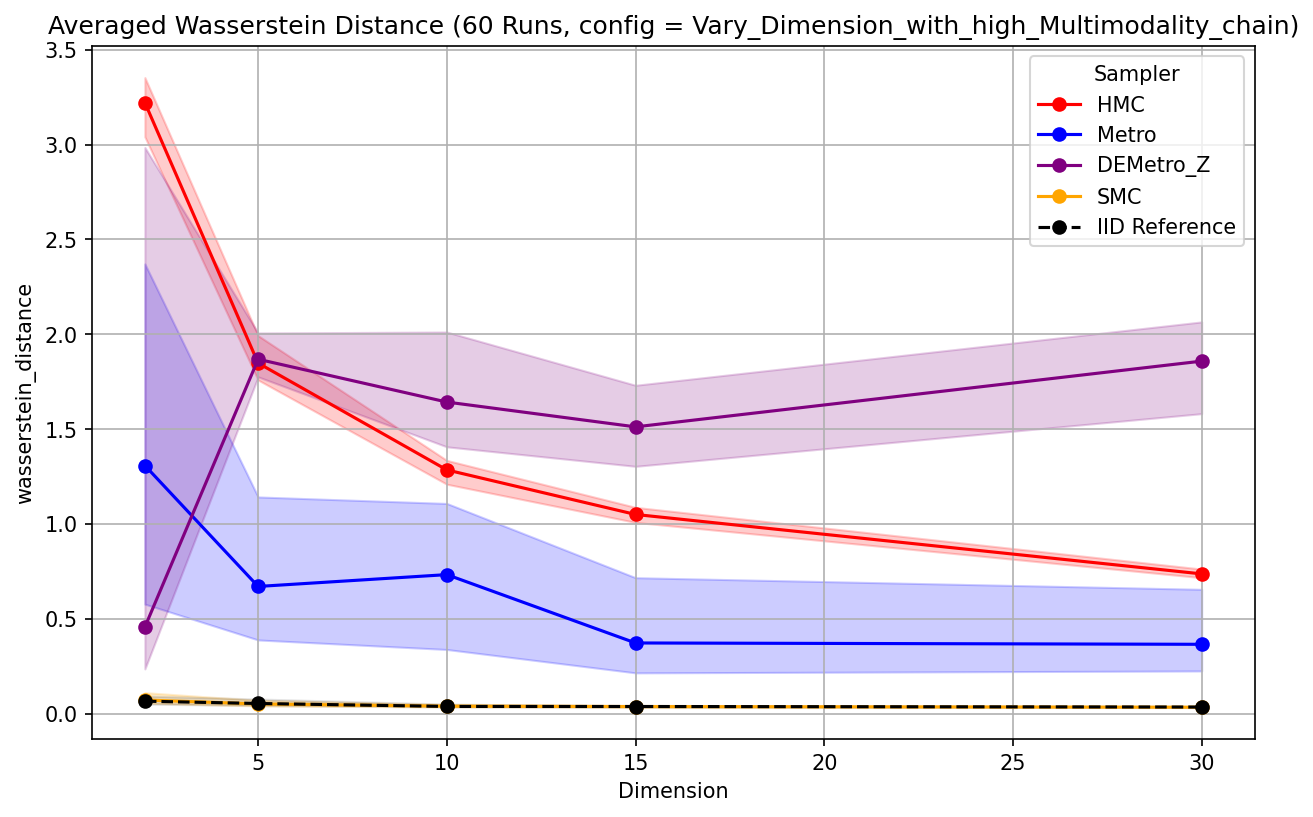 Averaged Wasserstein Distance (60 Runs, config = Vary_Dimension_with_high_Multimodality_chain)
3.5
3.0
2.5
2.0
1.5
1.0
0.5
0.0
wasserstein_distance
Sampler
HMC
Metro
DEMetro_Z
SMC
IID Reference
5
10
15
20
25
30
Dimension